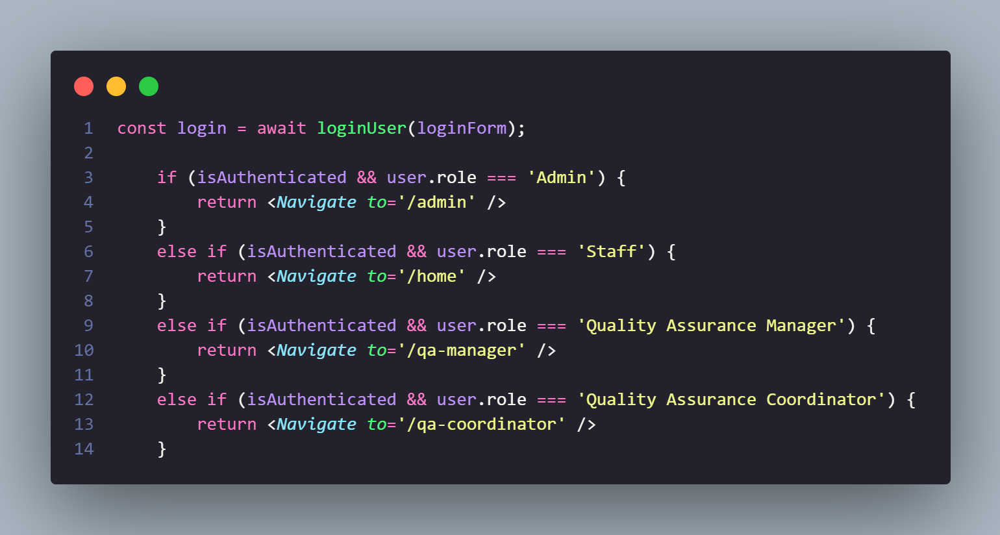 1 const login = await loginUser(loginForm);
2
3 if (isAuthenticated && user.role === 'Admin') {
4 return <Navigate to='/admin' />
5 }
6 else if (isAuthenticated && user.role === 'Staff') {
7 return <Navigate to='/home' />
8 }
9 else if (isAuthenticated && user.role === 'Quality Assurance Manager') {
10 return <Navigate to='/qa-manager' />
11 }
12 else if (isAuthenticated && user.role === 'Quality Assurance Coordinator') {
13 return <Navigate to='/qa-coordinator' />
14 }